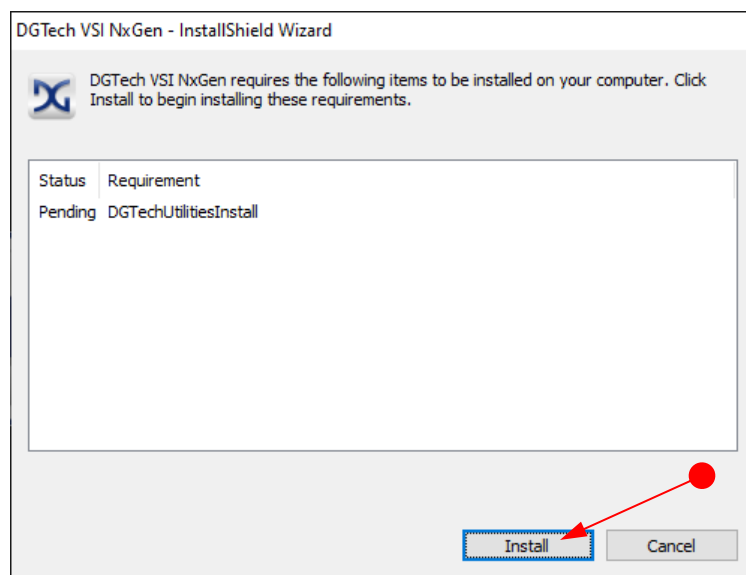 DGTech VSI NxGen - InstallShield Wizard
DGTech VSI NxGen requires the following items to be installed on your computer. Click
Install to begin installing these requirements.
Status Requirement
Pending DGTechUtilitiesInstall
Install Cancel